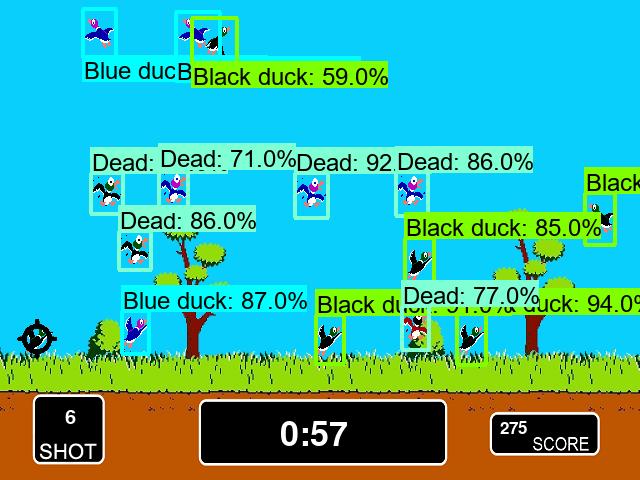 Blue duc
B
Black duck: 59.0%
Dead:
Dead: 71.0%
Dead: 92.
Dead: 86.0%
Black
Dead: 86.0%
Black duck: 85.0%
Blue duck: 87.0%
Black du
Dead: 77.0%
duck: 94.0%
6
SHOT
0:57
275
SCORE